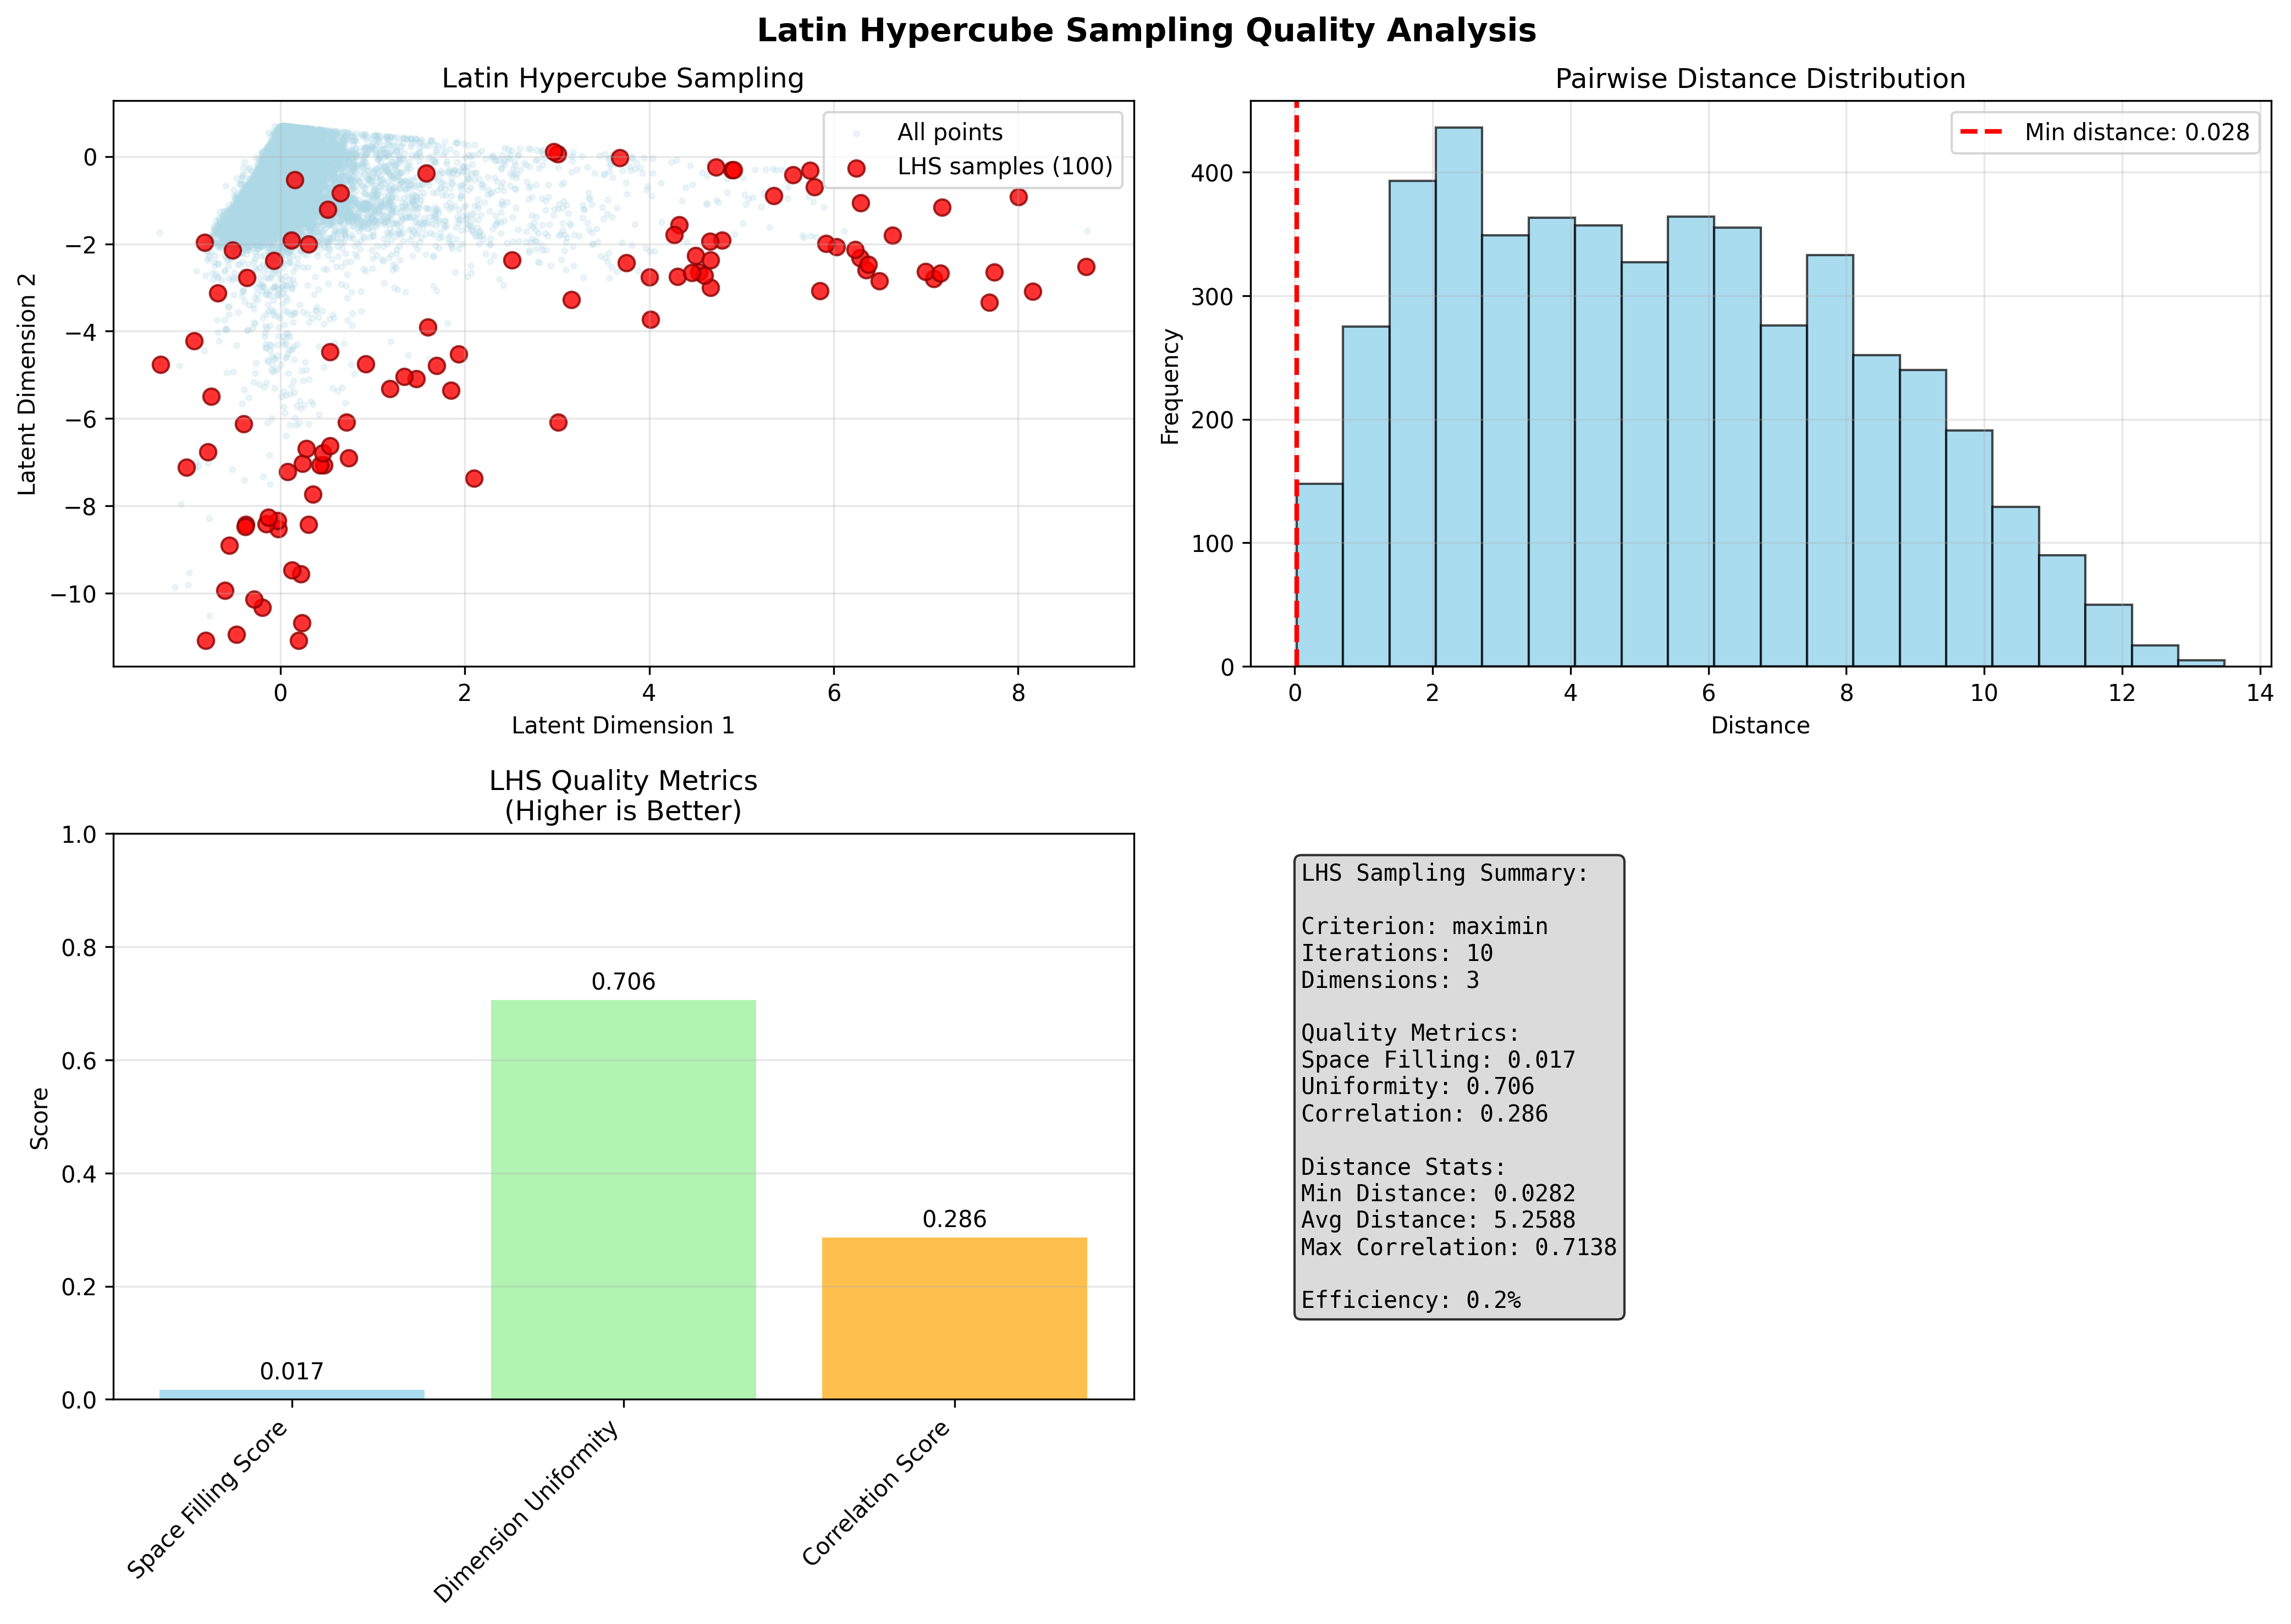 Latin Hypercube Sampling Quality Analysis
Latin Hypercube Sampling
All points
LHS samples (100)
0
−2
−4
−6
−8
−10
Latent Dimension 2
0 2 4 6 8
Latent Dimension 1
Pairwise Distance Distribution
Min distance: 0.028
400
300
200
100
0
Frequency
0 2 4 6 8 10 12 14
Distance
LHS Quality Metrics
(Higher is Better)
1.0
0.8
0.6
0.4
0.2
0.0
Score
0.017
0.706
0.286
Space Filling Score
Dimension Uniformity
Correlation Score
LHS Sampling Summary:
Criterion: maximin
Iterations: 10
Dimensions: 3
Quality Metrics:
Space Filling: 0.017
Uniformity: 0.706
Correlation: 0.286
Distance Stats:
Min Distance: 0.0282
Avg Distance: 5.2588
Max Correlation: 0.7138
Efficiency: 0.2%